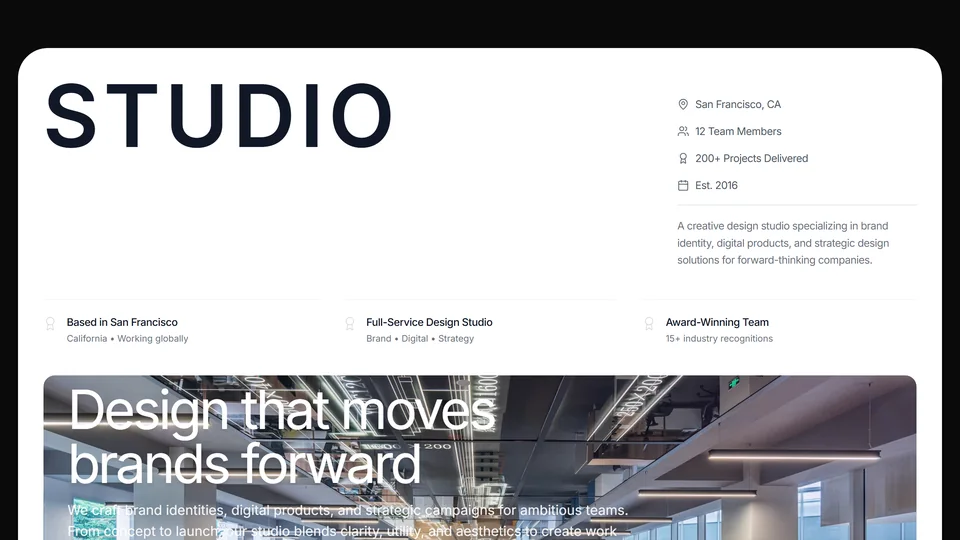 STUDIO
San Francisco, CA
12 Team Members
200+ Projects Delivered
Est. 2016
A creative design studio specializing in brand
identity, digital products, and strategic design
solutions for forward-thinking companies.
Based in San Francisco
California • Working globally
Full-Service Design Studio
Brand • Digital • Strategy
Award-Winning Team
15+ industry recognitions
Design that moves
brands forward
We craft brand identities, digital products, and strategic campaigns for ambitious teams.
From concept to launch, our studio blends clarity, utility, and aesthetics to create work